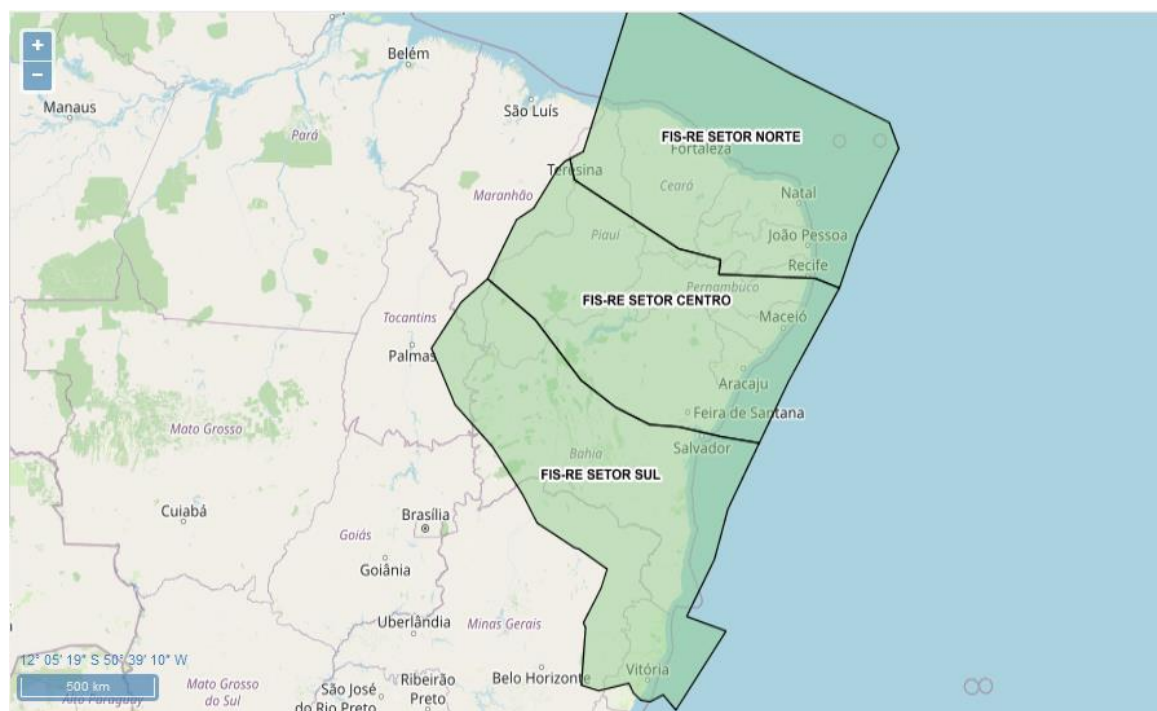 +
−
Belém
Manaus
São Luís
Pará
FIS-RE SETOR NORTE
Fortaleza
Teresina
Maranhão
Ceará
Natal
Piauí
João Pessoa
Recife
Pernambuco
FIS-RE SETOR CENTRO
Maceió
Tocantins
Palmas
Aracaju
Feira de Santana
Mato Grosso
Salvador
Bahia
FIS-RE SETOR SUL
Cuiabá
Brasília
Goiás
Goiânia
Uberlândia
Minas Gerais
12° 05' 19" S 50° 39' 10" W
Vitória
500 km
Belo Horizonte
Mato Grosso
do Sul
Ribeirão
Preto
São José
do Rio Preto
Alto Paraguay